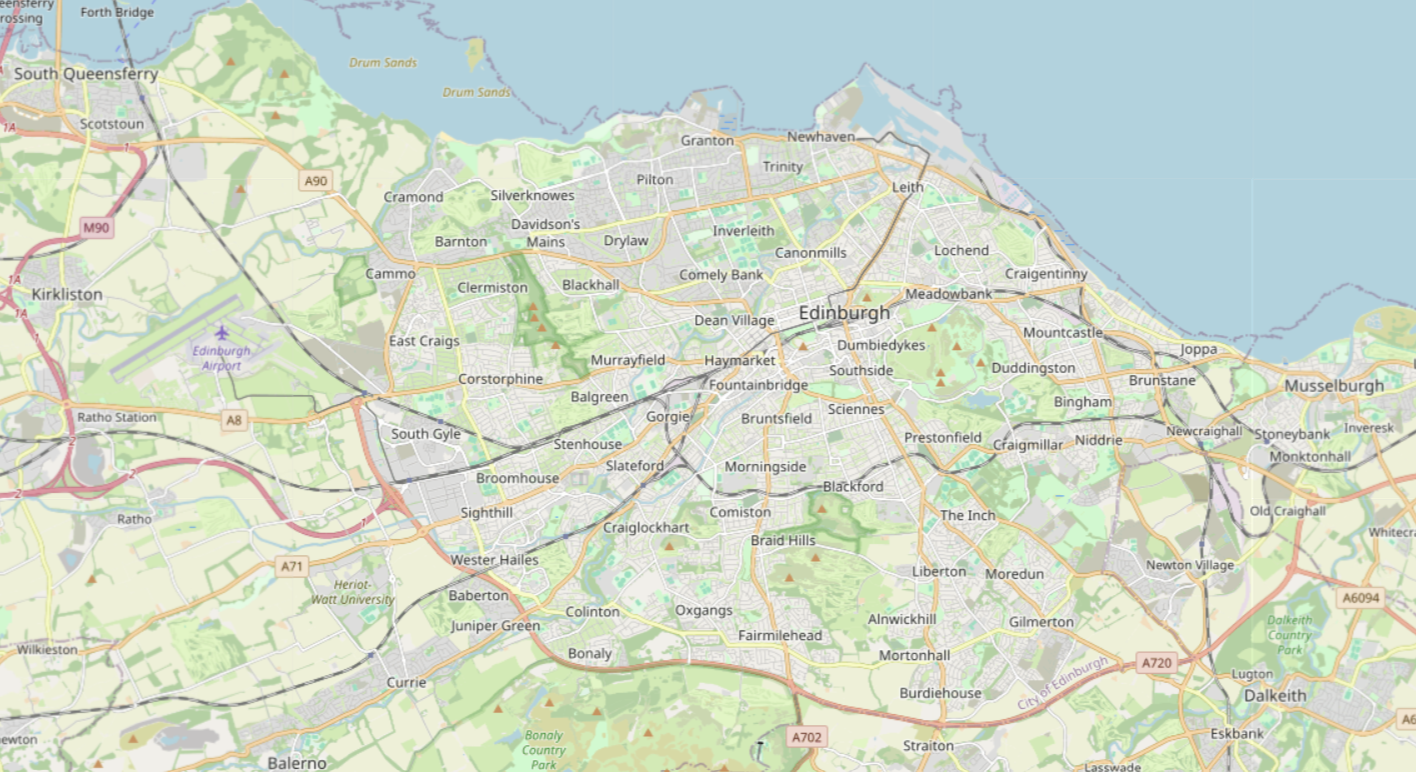 eensferry
rossing
Forth Bridge
Drum Sands
South Queensferry
Drum Sands
Scotstoun
1A
1
Granton
Newhaven
Trinity
A90
Pilton
Leith
Cramond
Silverknowes
M90
Davidson's
Mains
Inverleith
Barnton
Drylaw
Canonmills
Lochend
1A
Cammo
Comely Bank
Craigentinny
Kirkliston
Clermiston
Blackhall
Meadowbank
1A
Edinburgh
Dean Village
1
East Craigs
Mountcastle
Edinburgh
Airport
Dumbiedykes
Joppa
Murrayfield
Haymarket
Southside
Duddingston
Corstorphine
Fountainbridge
Brunstane
Musselburgh
Balgreen
Bingham
Ratho Station
A8
Gorgie
Bruntsfield
Sciennes
South Gyle
Stenhouse
Prestonfield
Craigmillar
Niddrie
Newcraighall
Stoneybank
Inveresk
2
Monktonhall
Slateford
Morningside
Broomhouse
Blackford
2
2
1
Ratho
Sighthill
Comiston
The Inch
Old Craighall
Craiglockhart
Braid Hills
Whitecr
A71
Wester Hailes
Newton Village
Liberton
Moredun
Heriot-
Watt University
Baberton
A6094
Colinton
Oxgangs
Alnwickhill
Gilmerton
Juniper Green
Dalkeith
Country
Park
Fairmilehead
Wilkieston
Bonaly
Mortonhall
A720
Lugton
Currie
Burdiehouse
City of Edinburgh
Dalkeith
A6
ewton
Bonaly
Country
Park
A702
Straiton
Eskbank
Balerno
Lasswade